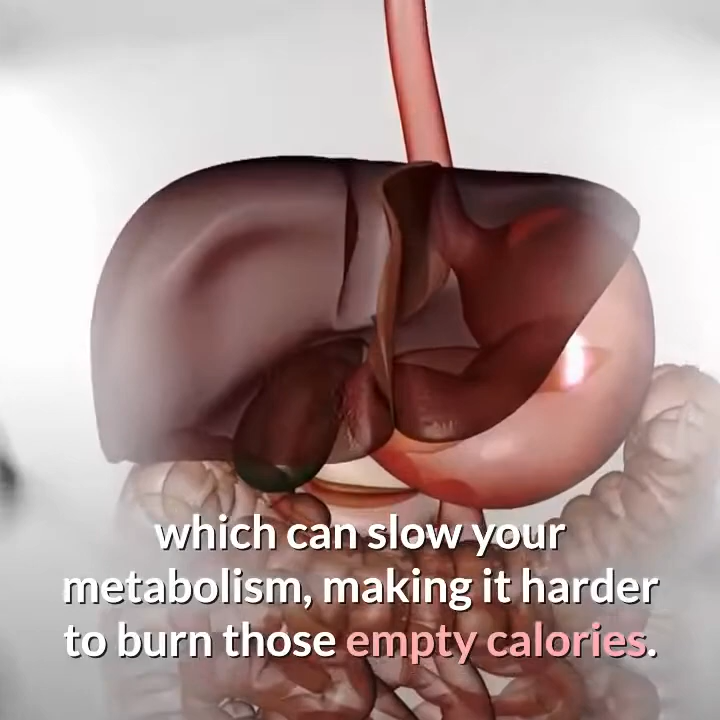 which can slow your
metabolism, making it harder
to burn those empty calories.